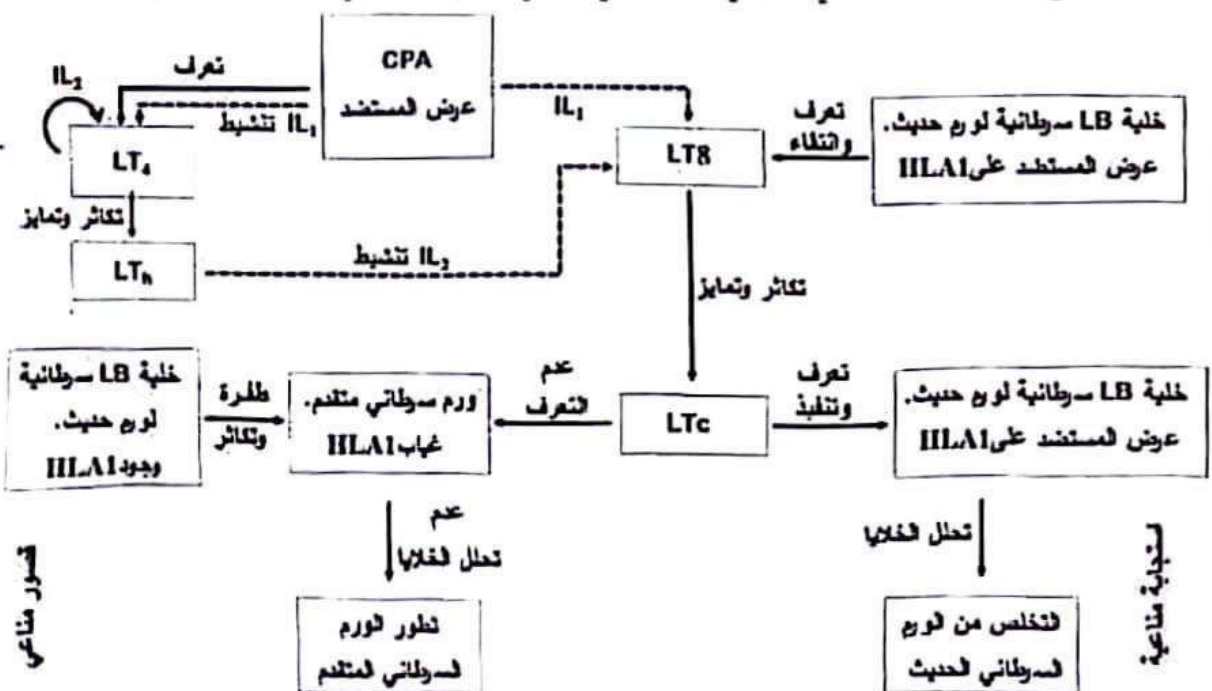 CPA
عرض المستضد
تعرف
IL₁ تنشيط
IL₂
LT₄
تكاثر وتمايز
LTₕ
IL₂ تنشيط
IL₁
LT8
تعرف
وانتقاء
خلية LB سرطانية لورم حديث.
عرض المستضد على HLA1
تكاثر وتمايز
LTc
تعرف
وتنفيذ
خلية LB سرطانية لورم حديث.
عرض المستضد على HLA1
تحلل الخلايا
التخلص من الورم
السرطاني الحديث
استجابة مناعية
عدم
التعرف
ورم سرطاني متقدم.
غياب HLA1
طفرة
وتكاثر
خلية LB سرطانية
لورم حديث.
وجود HLA1
عدم
تحلل الخلايا
تطور الورم
السرطاني المتقدم
قصور مناعي